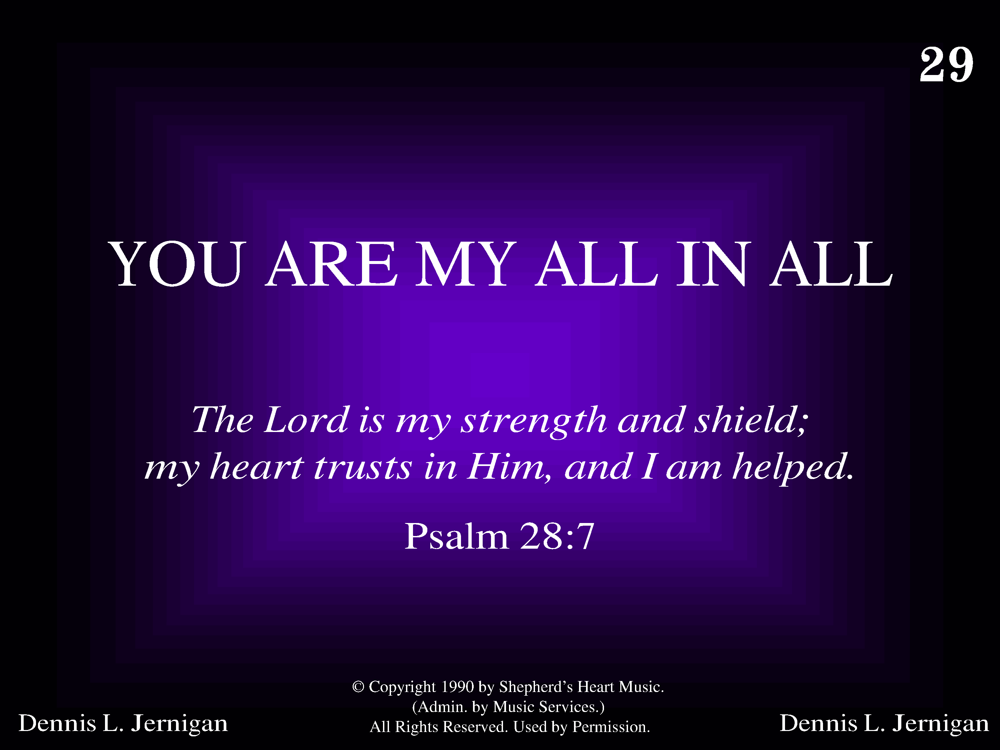 29
YOU ARE MY ALL IN ALL
The Lord is my strength and shield;
my heart trusts in Him, and I am helped.
Psalm 28:7
© Copyright 1990 by Shepherd’s Heart Music.
(Admin. by Music Services.)
All Rights Reserved. Used by Permission.
Dennis L. Jernigan
Dennis L. Jernigan